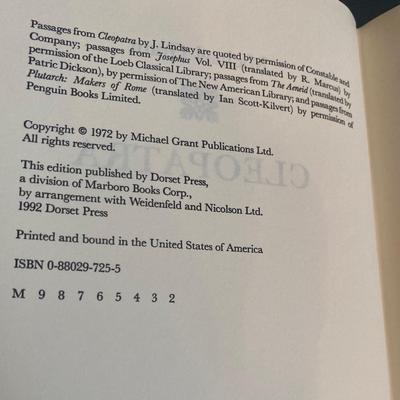 Passages from Cleopatra by J. Lindsay are quoted by permission of Constable and
Company; passages from Josephus Vol. VIII (translated by R. Marcus) by
permission of the Loeb Classical Library; passages from The Aeneid (translated by
Patric Dickson), by permission of The New American Library; and passages from
Plutarch: Makers of Rome (translated by Ian Scott-Kilvert) by permission of
Penguin Books Limited.
Copyright © 1972 by Michael Grant Publications Ltd.
All rights reserved.
This edition published by Dorset Press,
a division of Marboro Books Corp.,
by arrangement with Weidenfeld and Nicolson Ltd.
1992 Dorset Press
Printed and bound in the United States of America
ISBN 0-88029-725-5
M 9 8 7 6 5 4 3 2
CLEOPATRA